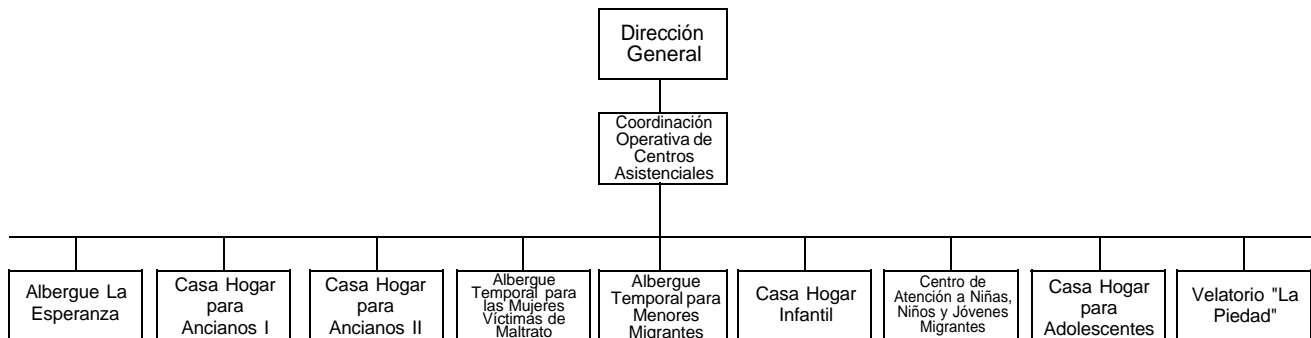 Dirección
General
Coordinación
Operativa de
Centros
Asistenciales
Albergue La
Esperanza
Casa Hogar
para
Ancianos I
Casa Hogar
para
Ancianos II
Albergue
Temporal para
las Mujeres
Víctimas de
Maltrato
Albergue
Temporal para
Menores
Migrantes
Casa Hogar
Infantil
Centro de
Atención a Niñas,
Niños y Jóvenes
Migrantes
Casa Hogar
para
Adolescentes
Velatorio "La
Piedad"